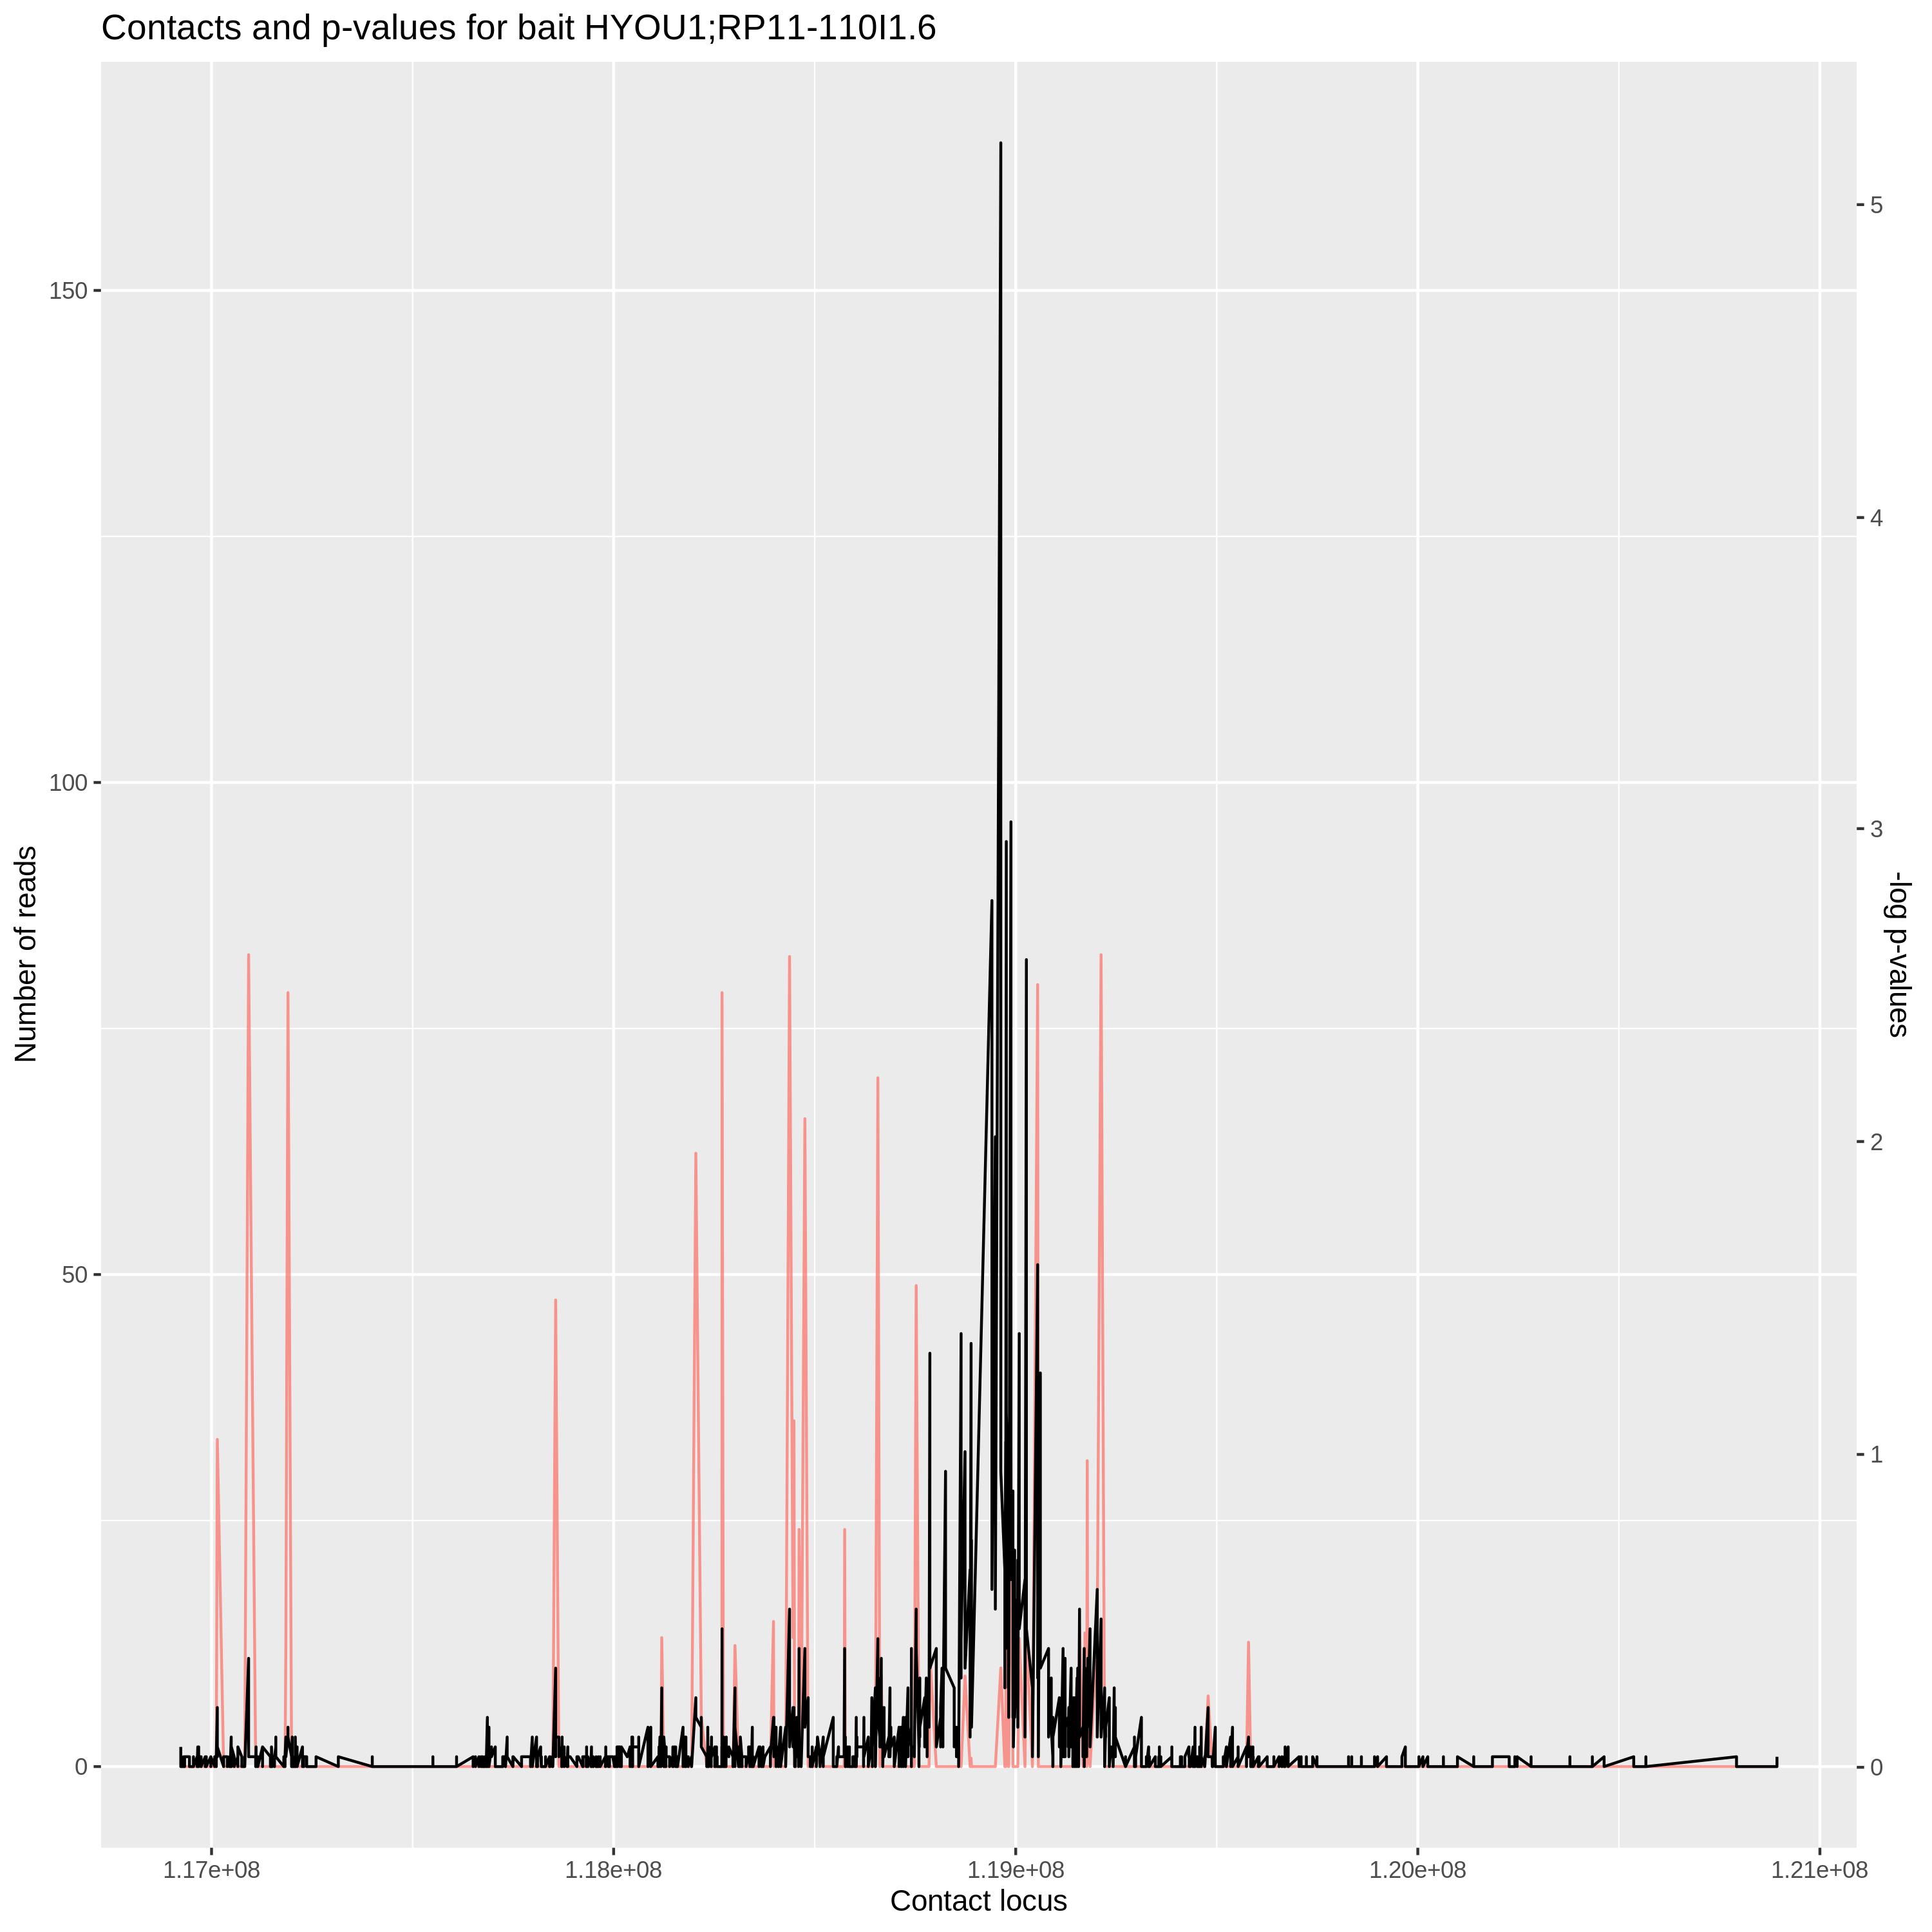 Contacts and p-values for bait HYOU1;RP11-110I1.6
150
100
50
0
Number of reads
5
4
3
2
1
0
-log p-values
1.17e+08
1.18e+08
1.19e+08
1.20e+08
1.21e+08
Contact locus